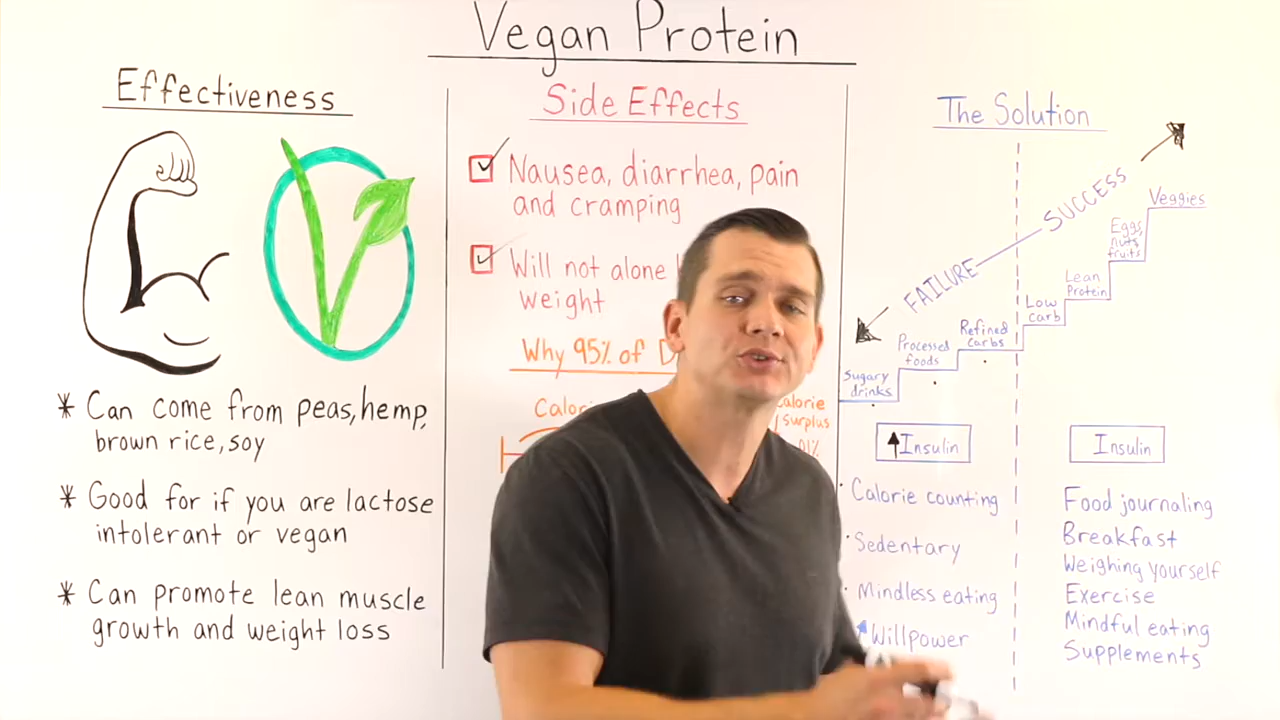 Vegan Protein
Effectiveness
* Can come from peas, hemp,
brown rice, soy
* Good for if you are lactose
intolerant or vegan
* Can promote lean muscle
growth and weight loss
Side Effects
Nausea, diarrhea, pain
and cramping
Will not alone
weight
Why 95% of
Calorie
/Surplus
The Solution
FAILURE
SUCCESS
Sugary
drinks
Processed
foods
Refined
carbs
Low
carb
Lean
Protein
Eggs,
nuts,
fruits
Veggies
Insulin
Calorie counting
Sedentary
Mindless eating
Willpower
Insulin
Food journaling
Breakfast
Weighing yourself
Exercise
Mindful eating
Supplements